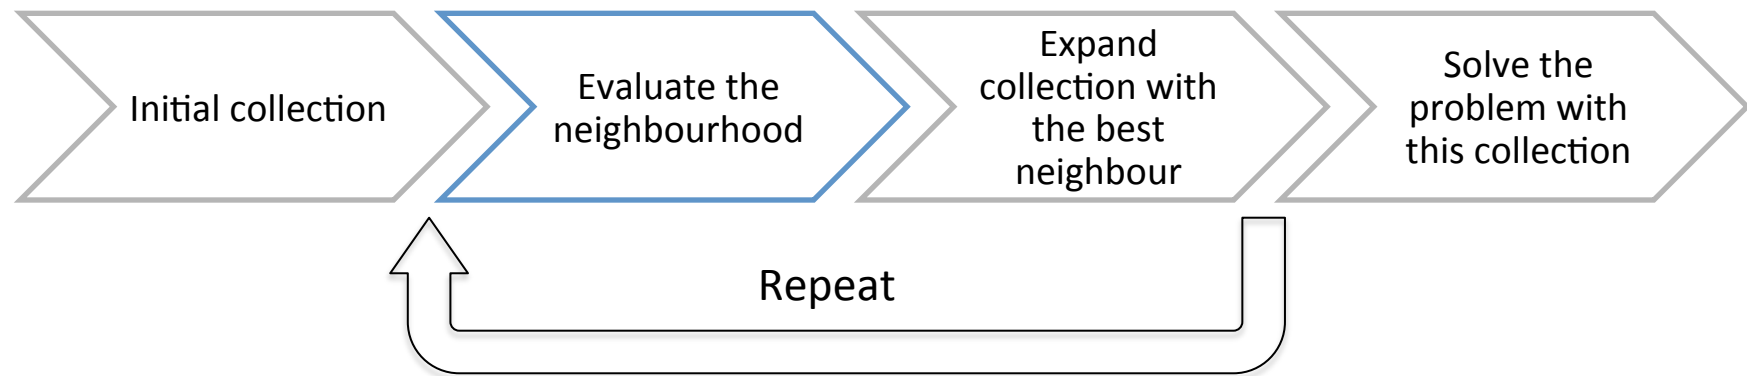 Initial collection
Evaluate the
neighbourhood
Expand
collection with
the best
neighbour
Solve the
problem with
this collection
Repeat